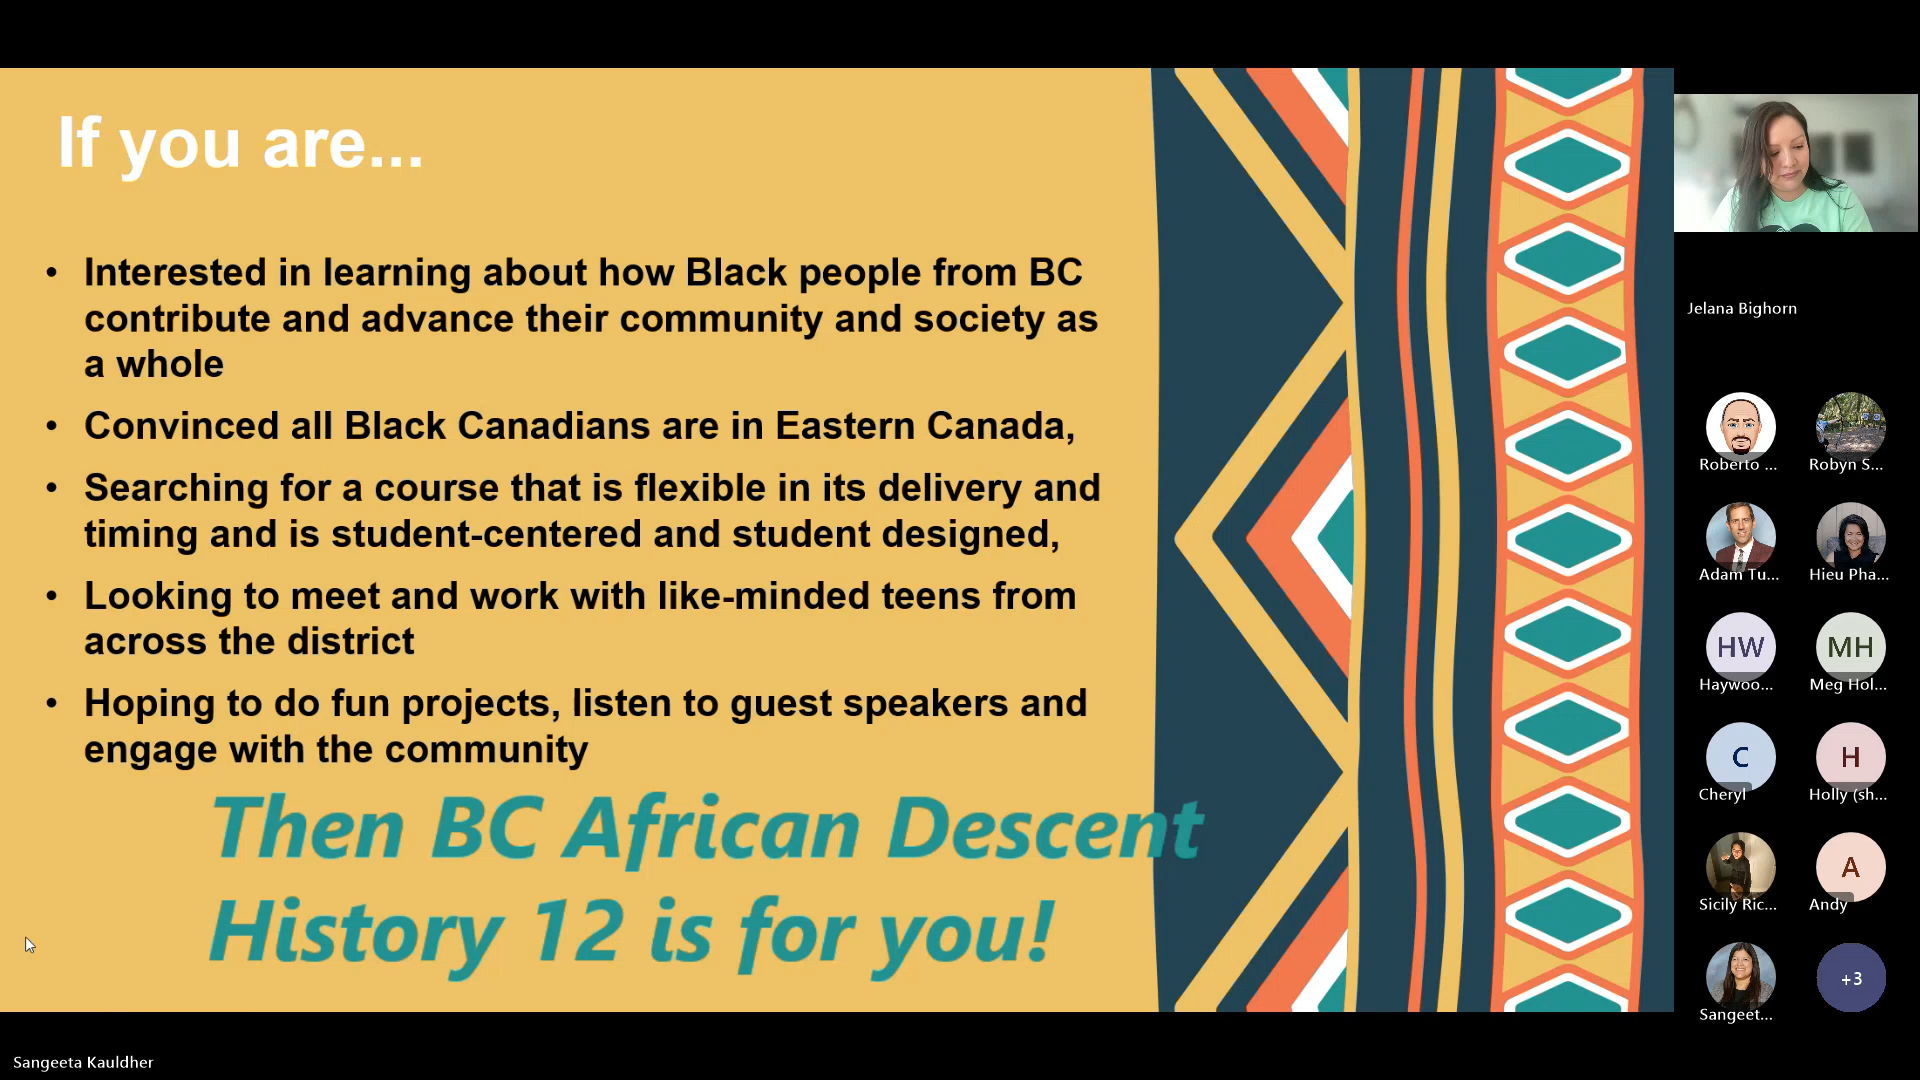 If you are...
• Interested in learning about how Black people from BC
contribute and advance their community and society as
a whole
• Convinced all Black Canadians are in Eastern Canada,
• Searching for a course that is flexible in its delivery and
timing and is student-centered and student designed,
• Looking to meet and work with like-minded teens from
across the district
• Hoping to do fun projects, listen to guest speakers and
engage with the community
Then BC African Descent
History 12 is for you!
Jelana Bighorn
Roberto ...
Robyn S...
Adam Tu...
Hieu Pha...
HW
MH
Haywoo...
Meg Hol...
C
H
Cheryl
Holly (sh...
A
Sicily Ric...
Andy
+3
Sangeet...
Sangeeta Kauldher